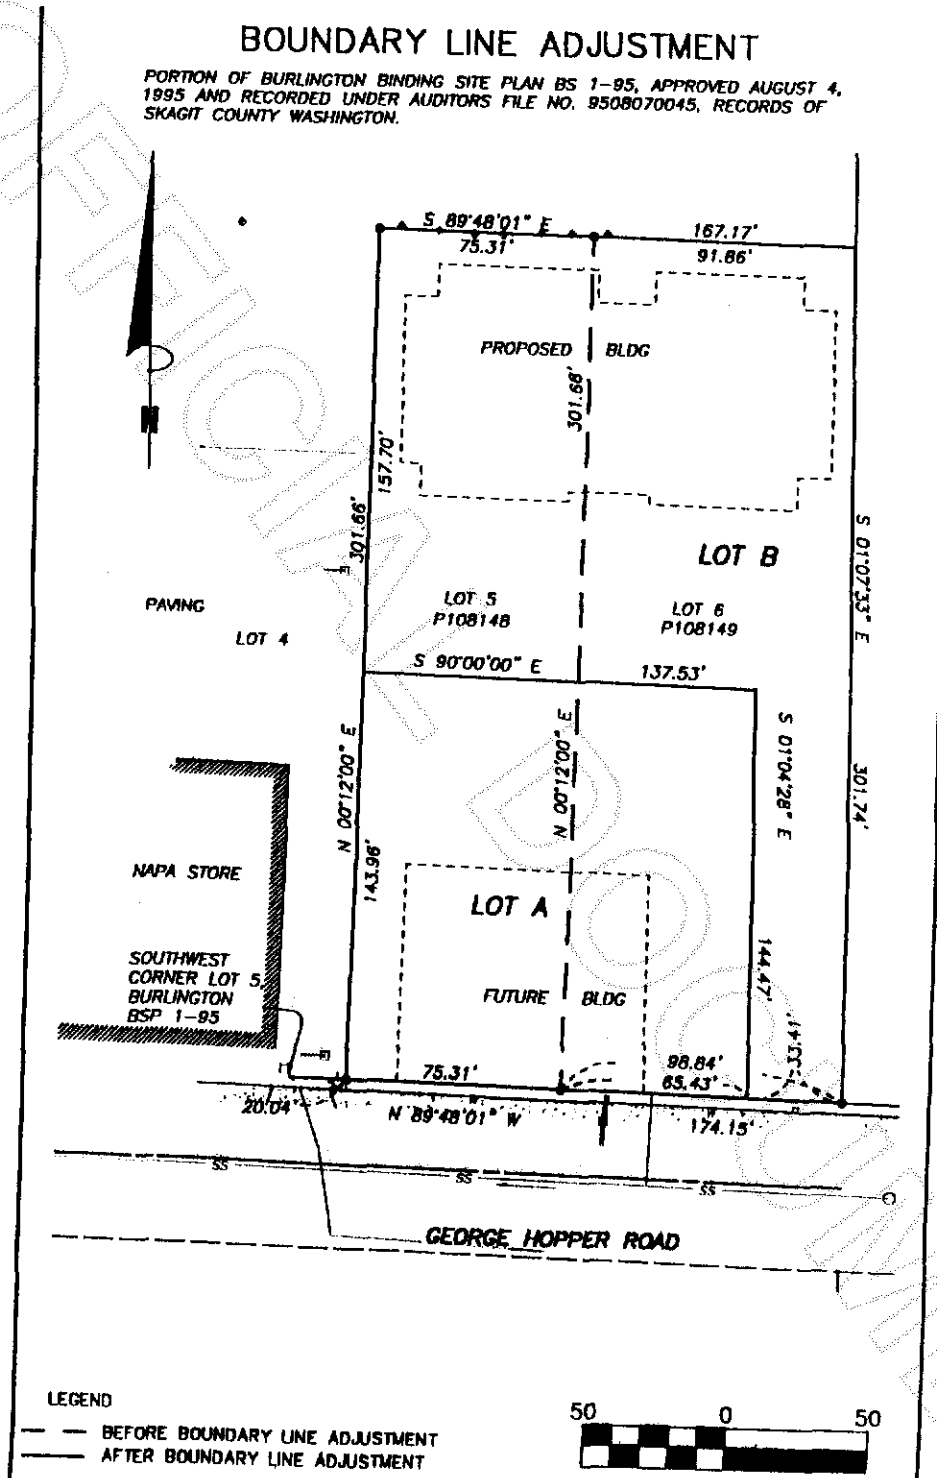 BOUNDARY LINE ADJUSTMENT
PORTION OF BURLINGTON BINDING SITE PLAN BS 1-95, APPROVED AUGUST 4,
1995 AND RECORDED UNDER AUDITORS FILE NO. 9508070045, RECORDS OF
SKAGIT COUNTY WASHINGTON.
S 89°48'01" E
75.31'
167.17'
91.86'
N
PROPOSED BLDG
301.68'
157.70'
301.66'
S 01°07'33" E
301.74'
LOT B
PAVING
LOT 4
LOT 5
P108148
LOT 6
P108149
S 90°00'00" E
137.53'
N 00°12'00" E
143.96'
N 00°12'00" E
S 01°04'28" E
144.47'
NAPA STORE
LOT A
SOUTHWEST
CORNER LOT 5,
BURLINGTON
BSP 1-95
FUTURE BLDG
75.31'
98.84'
65.43'
33.41'
20.04'
N 89°48'01" W
174.15'
SS
SS
SS
GEORGE HOPPER ROAD
LEGEND
BEFORE BOUNDARY LINE ADJUSTMENT
AFTER BOUNDARY LINE ADJUSTMENT
50 0 50
UNOFFICIAL DOCUMENT